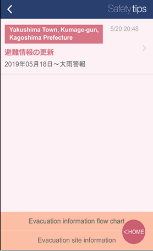 Safety tips
Yakushima Town, Kumage-gun,
Kagoshima Prefecture
5/20 20:48
避難情報の更新
2019年05月18日～大雨警報
Evacuation information flow chart
<HOME
Evacuation site information